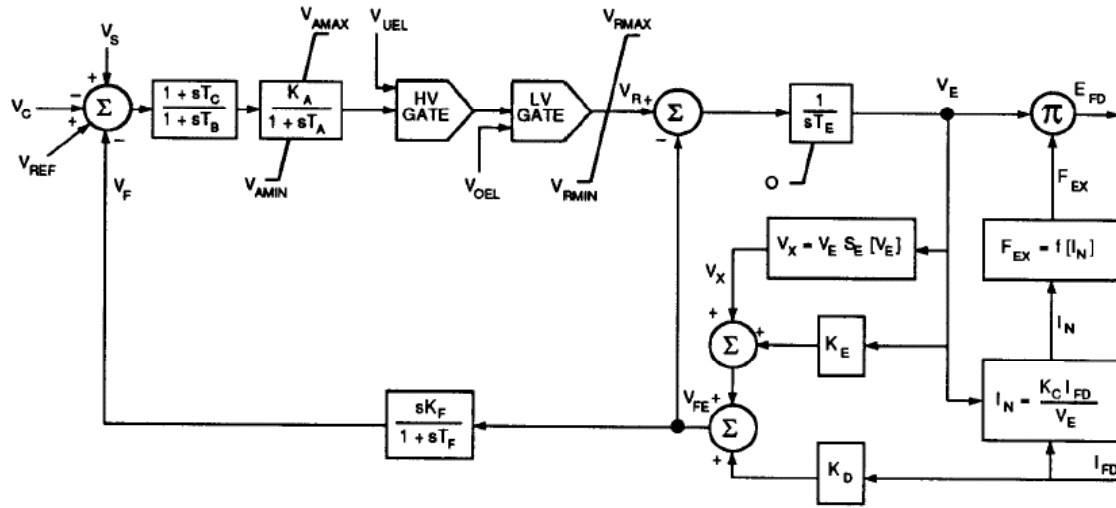 V_AMAX
V_UEL
V_RMAX
V_S
+
V_C
−
Σ
+
−
V_REF
V_F
1 + sT_C
1 + sT_B
K_A
1 + sT_A
V_AMIN
HV
GATE
LV
GATE
V_OEL
V_RMIN
V_R +
Σ
−
1
sT_E
O
V_E
π
E_FD
F_EX
V_X = V_E S_E [V_E]
F_EX = f [I_N]
V_X
+
+
Σ
K_E
I_N
I_N = K_C I_FD
V_E
sK_F
1 + sT_F
V_FE +
Σ
+
K_D
I_FD